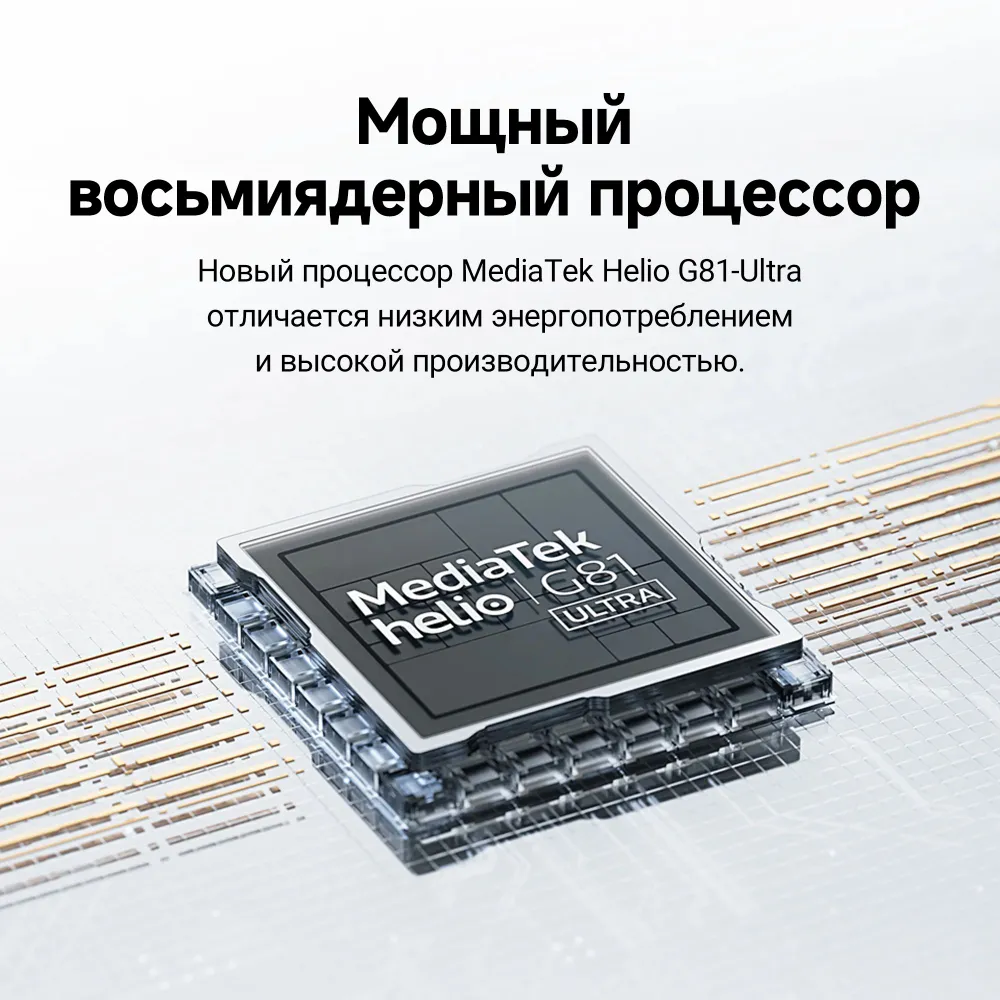 Мощный
восьмиядерный процессор
Новый процессор MediaTek Helio G81-Ultra
отличается низким энергопотреблением
и высокой производительностью.
MediaTek
helio | G81
ULTRA